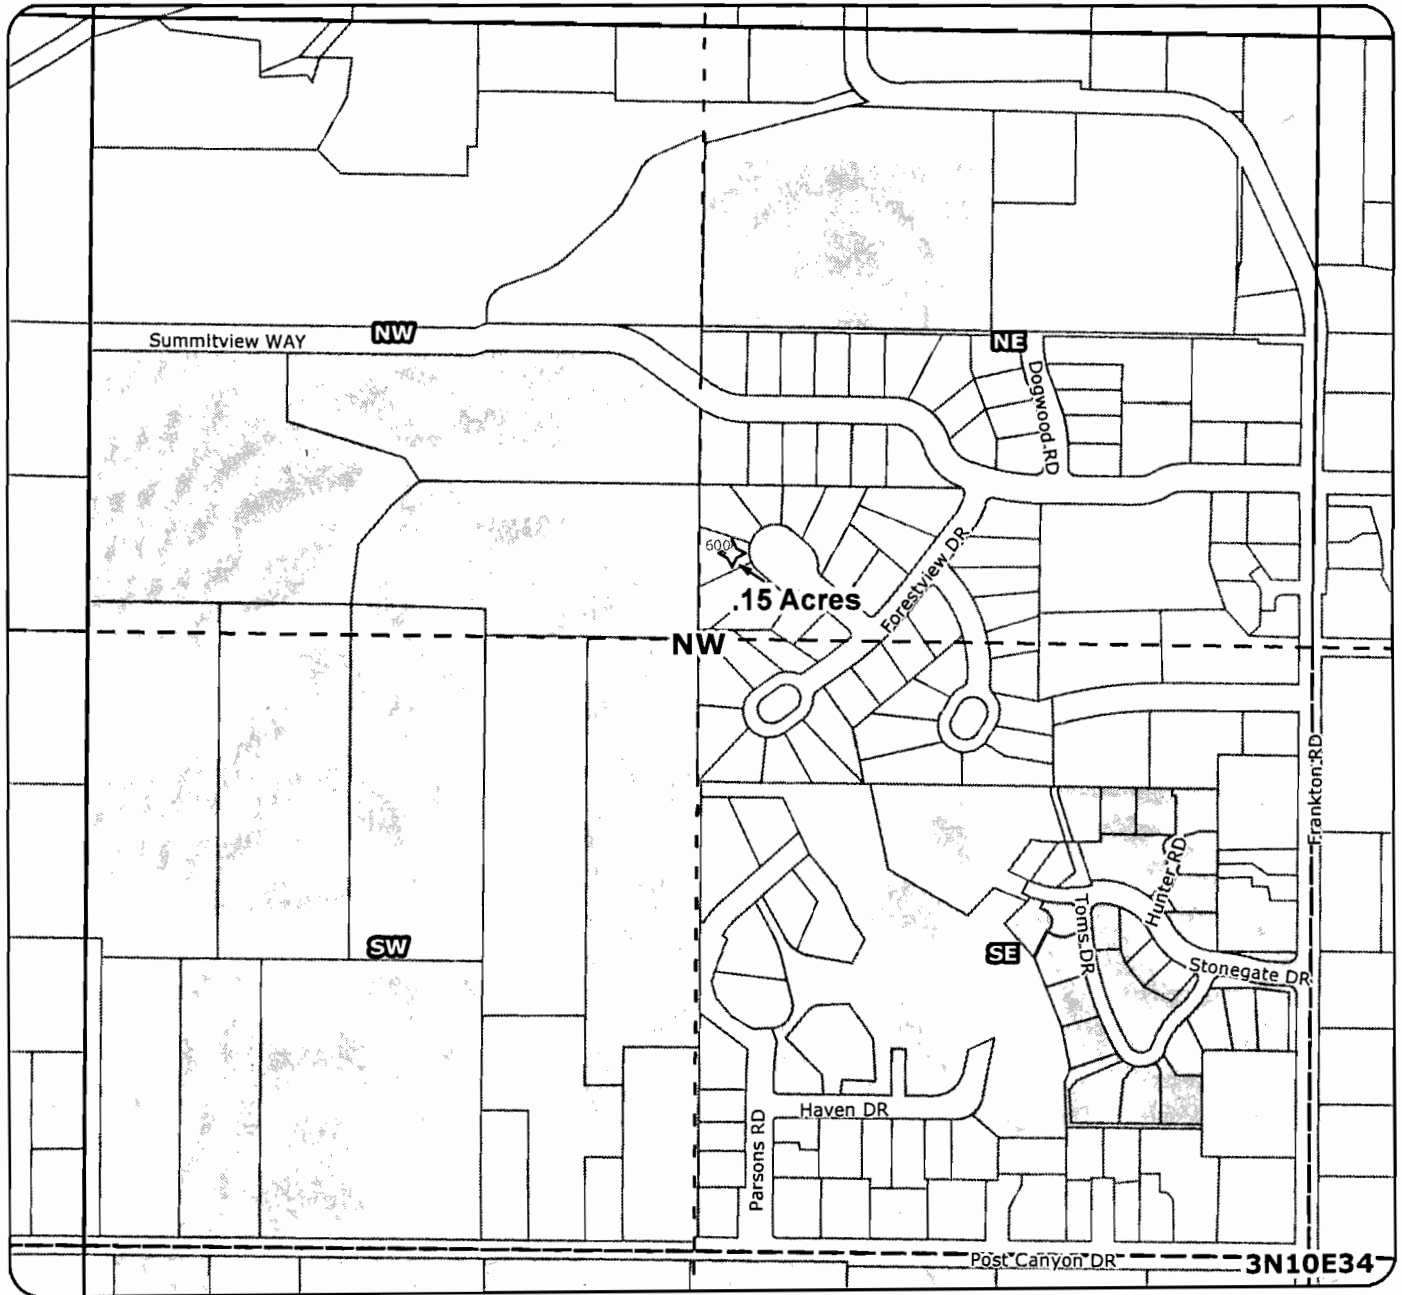 Summitview WAY
NW
NE
Dogwood RD
600
.15 Acres
Forestview DR
NW
Frankton RD
Hunter RD
Toms DR
SW
SE
Stonegate DR
Haven DR
Parsons RD
Post Canyon DR
3N10E34